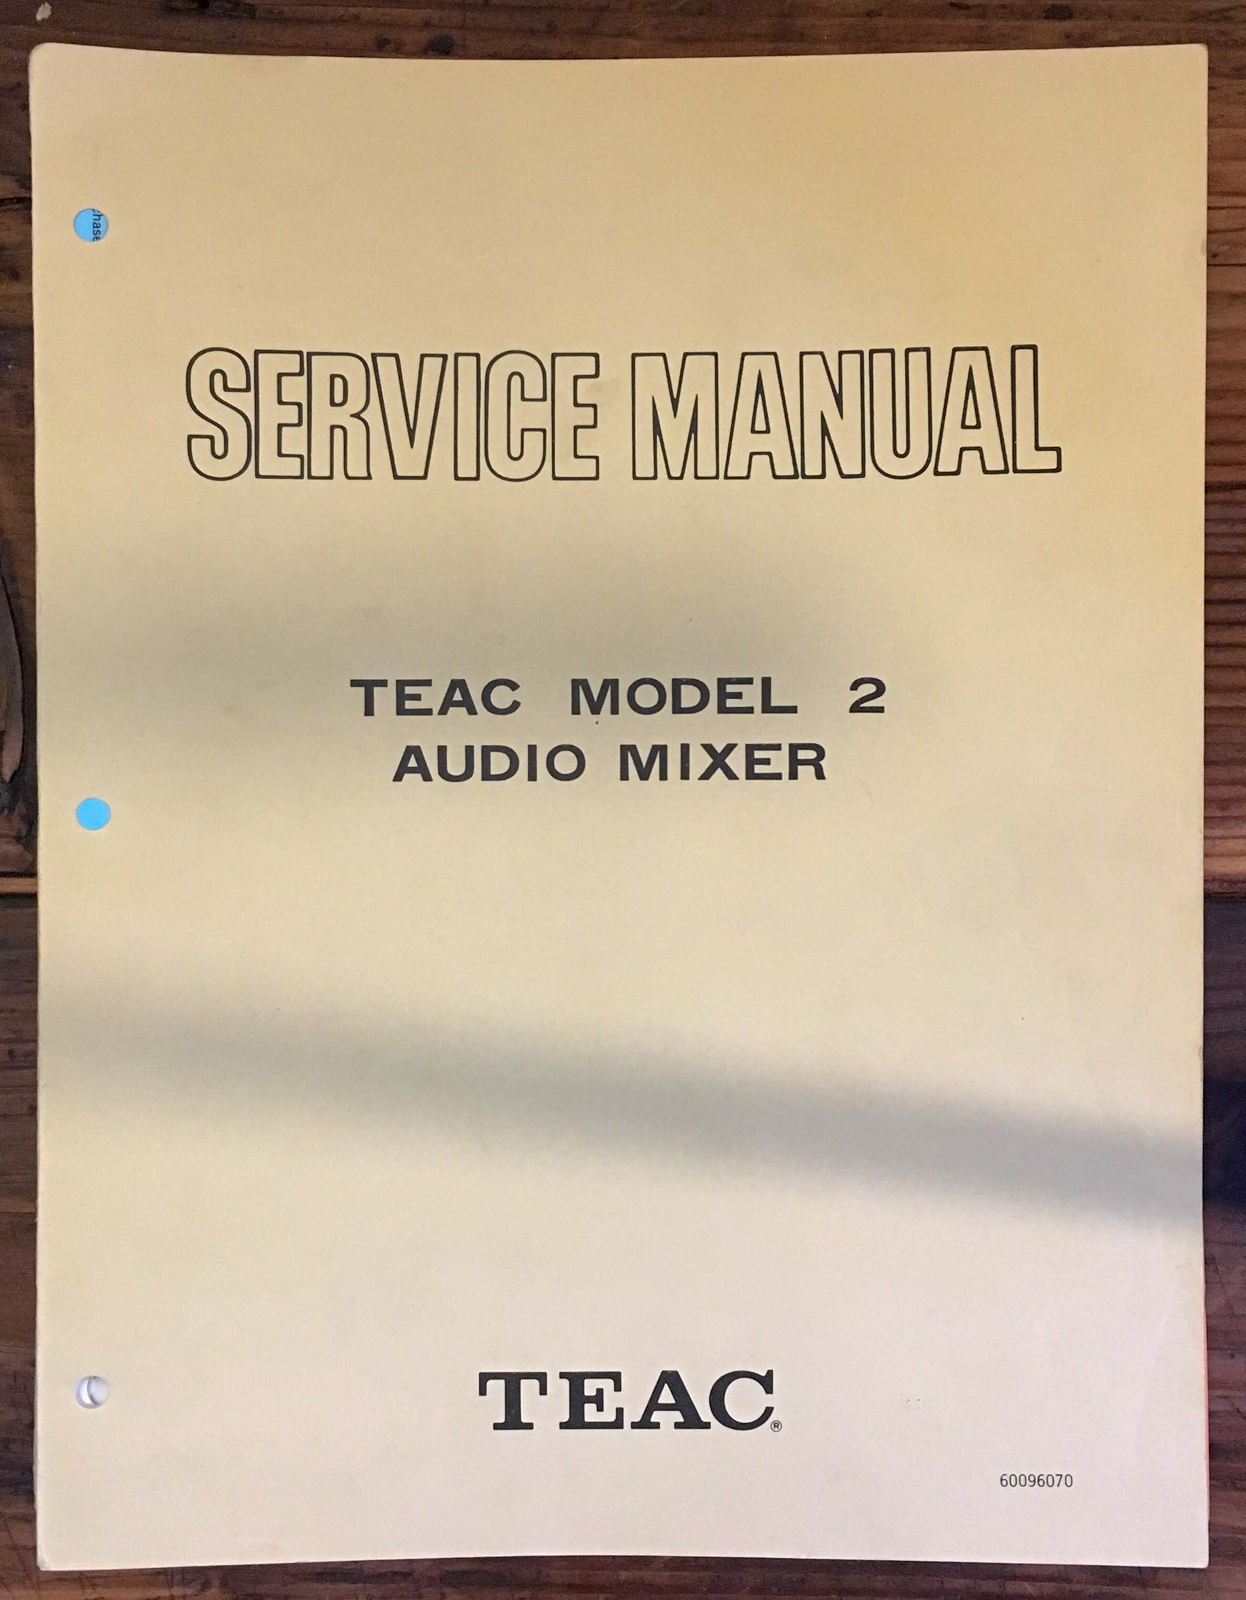 SERVICE MANUAL
TEAC MODEL 2
AUDIO MIXER
TEAC®
60096070